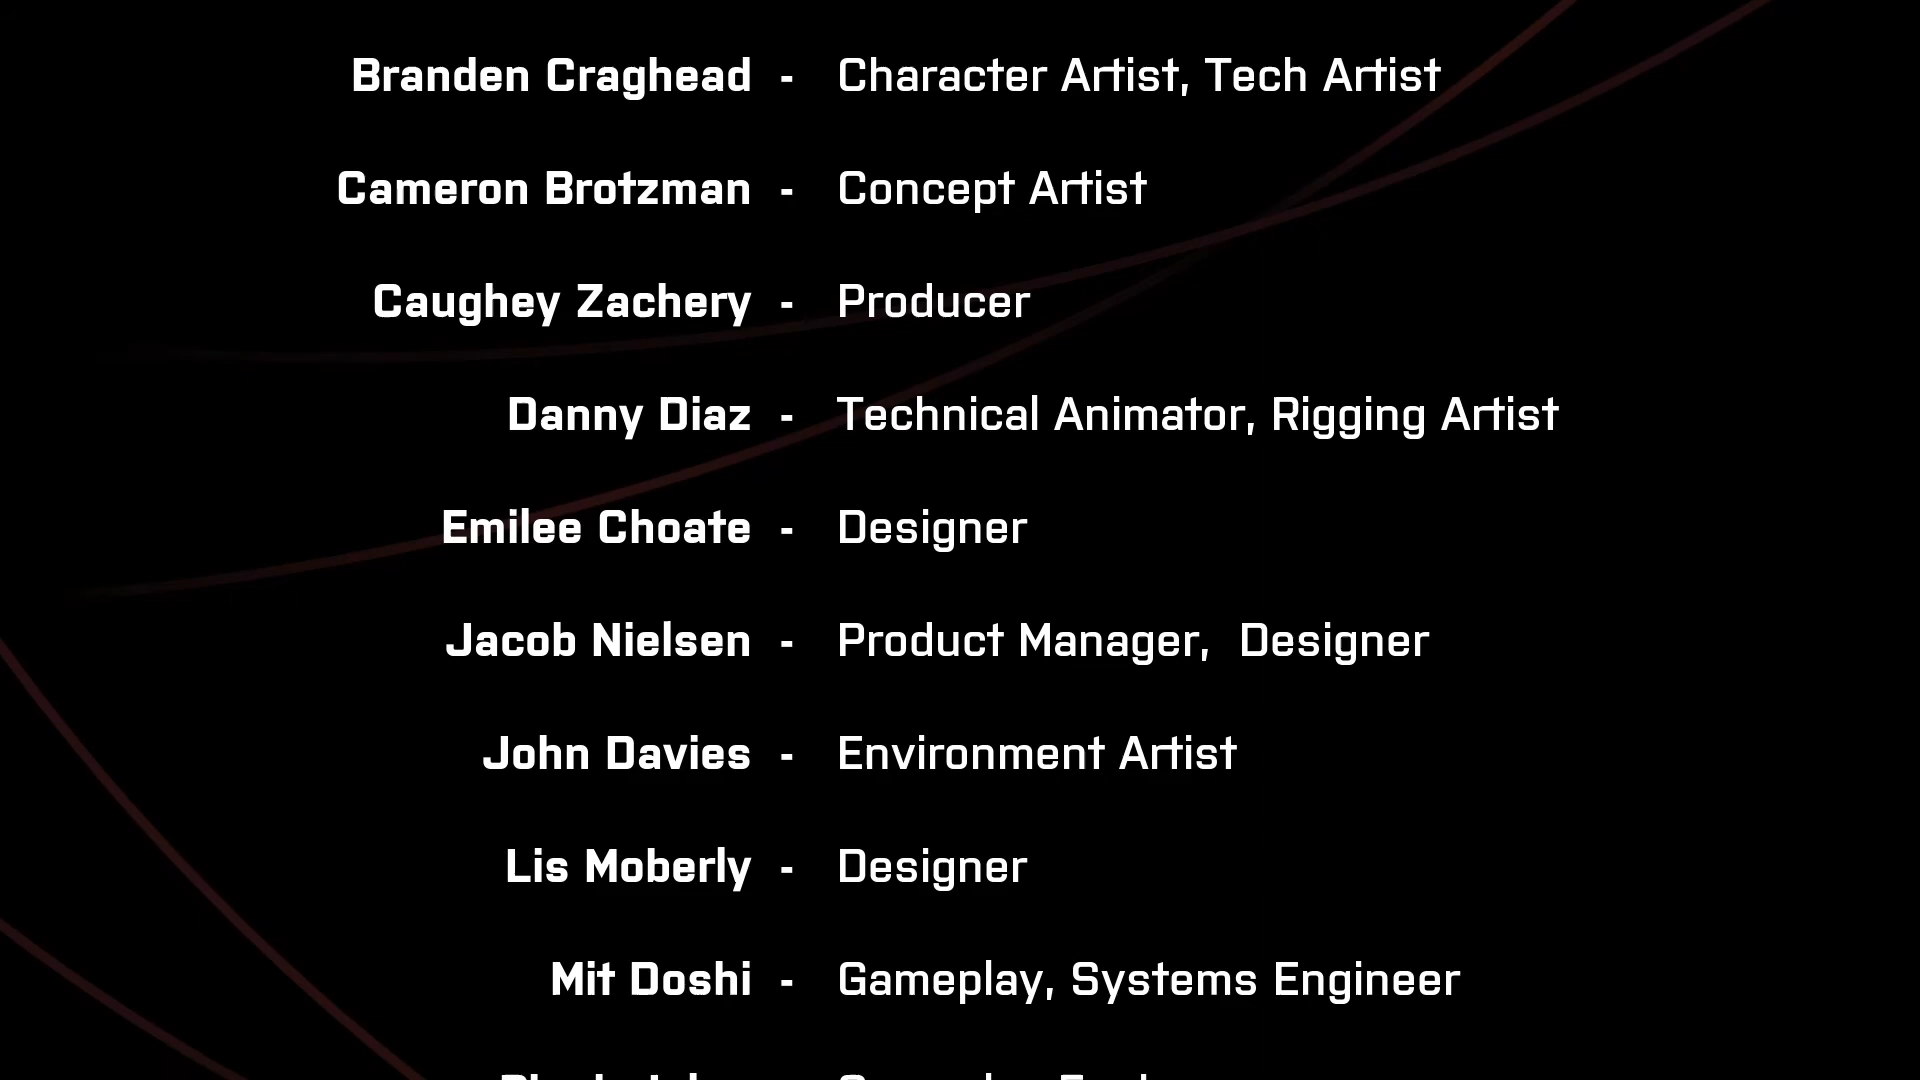 Branden Craghead - Character Artist, Tech Artist
Cameron Brotzman - Concept Artist
Caughey Zachery - Producer
Danny Diaz - Technical Animator, Rigging Artist
Emilee Choate - Designer
Jacob Nielsen - Product Manager,  Designer
John Davies - Environment Artist
Lis Moberly - Designer
Mit Doshi - Gameplay, Systems Engineer